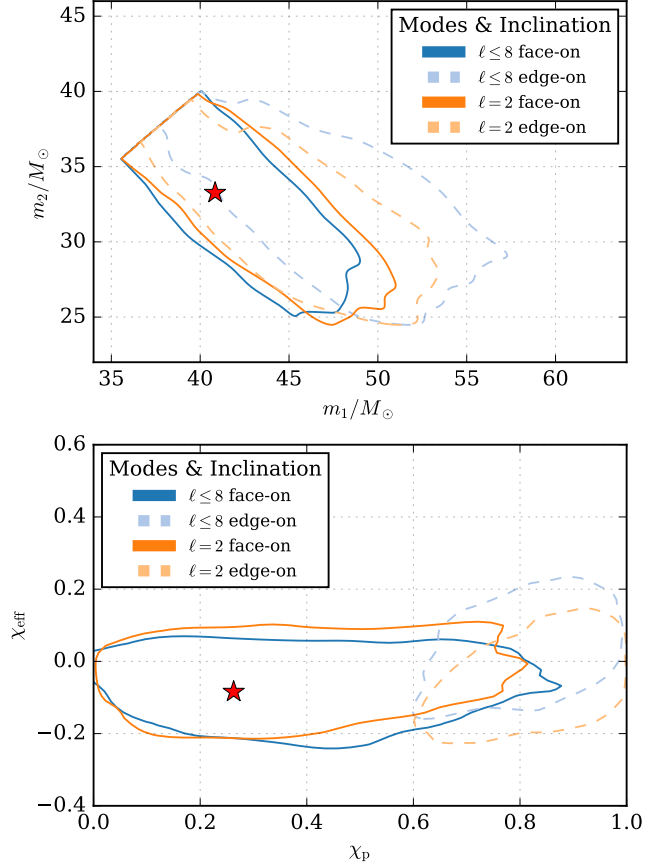 45
40
35
30
25
m₂/M⊙
Modes & Inclination
ℓ ≤ 8 face-on
ℓ ≤ 8 edge-on
ℓ = 2 face-on
ℓ = 2 edge-on
35 40 45 50 55 60
m₁/M⊙
0.6
0.4
0.2
0.0
−0.2
−0.4
χeff
Modes & Inclination
ℓ ≤ 8 face-on
ℓ ≤ 8 edge-on
ℓ = 2 face-on
ℓ = 2 edge-on
0.0 0.2 0.4 0.6 0.8 1.0
χp